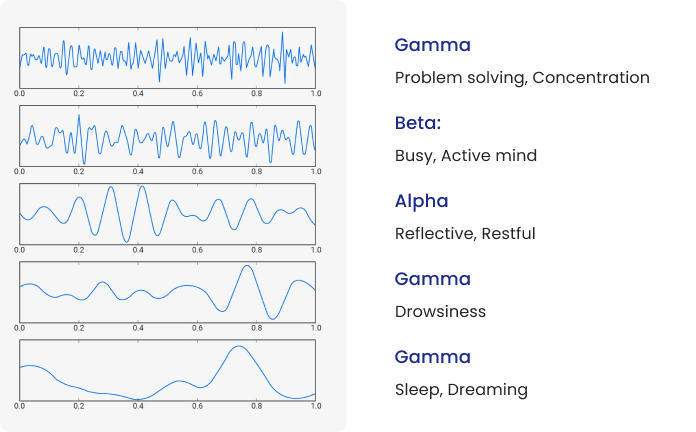 Gamma
Problem solving, Concentration
0.0 0.2 0.4 0.6 0.8 1.0
Beta:
Busy, Active mind
0.0 0.2 0.4 0.6 0.8 1.0
Alpha
Reflective, Restful
0.0 0.2 0.4 0.6 0.8 1.0
Gamma
Drowsiness
0.0 0.2 0.4 0.6 0.8 1.0
Gamma
Sleep, Dreaming
0.0 0.2 0.4 0.6 0.8 1.0